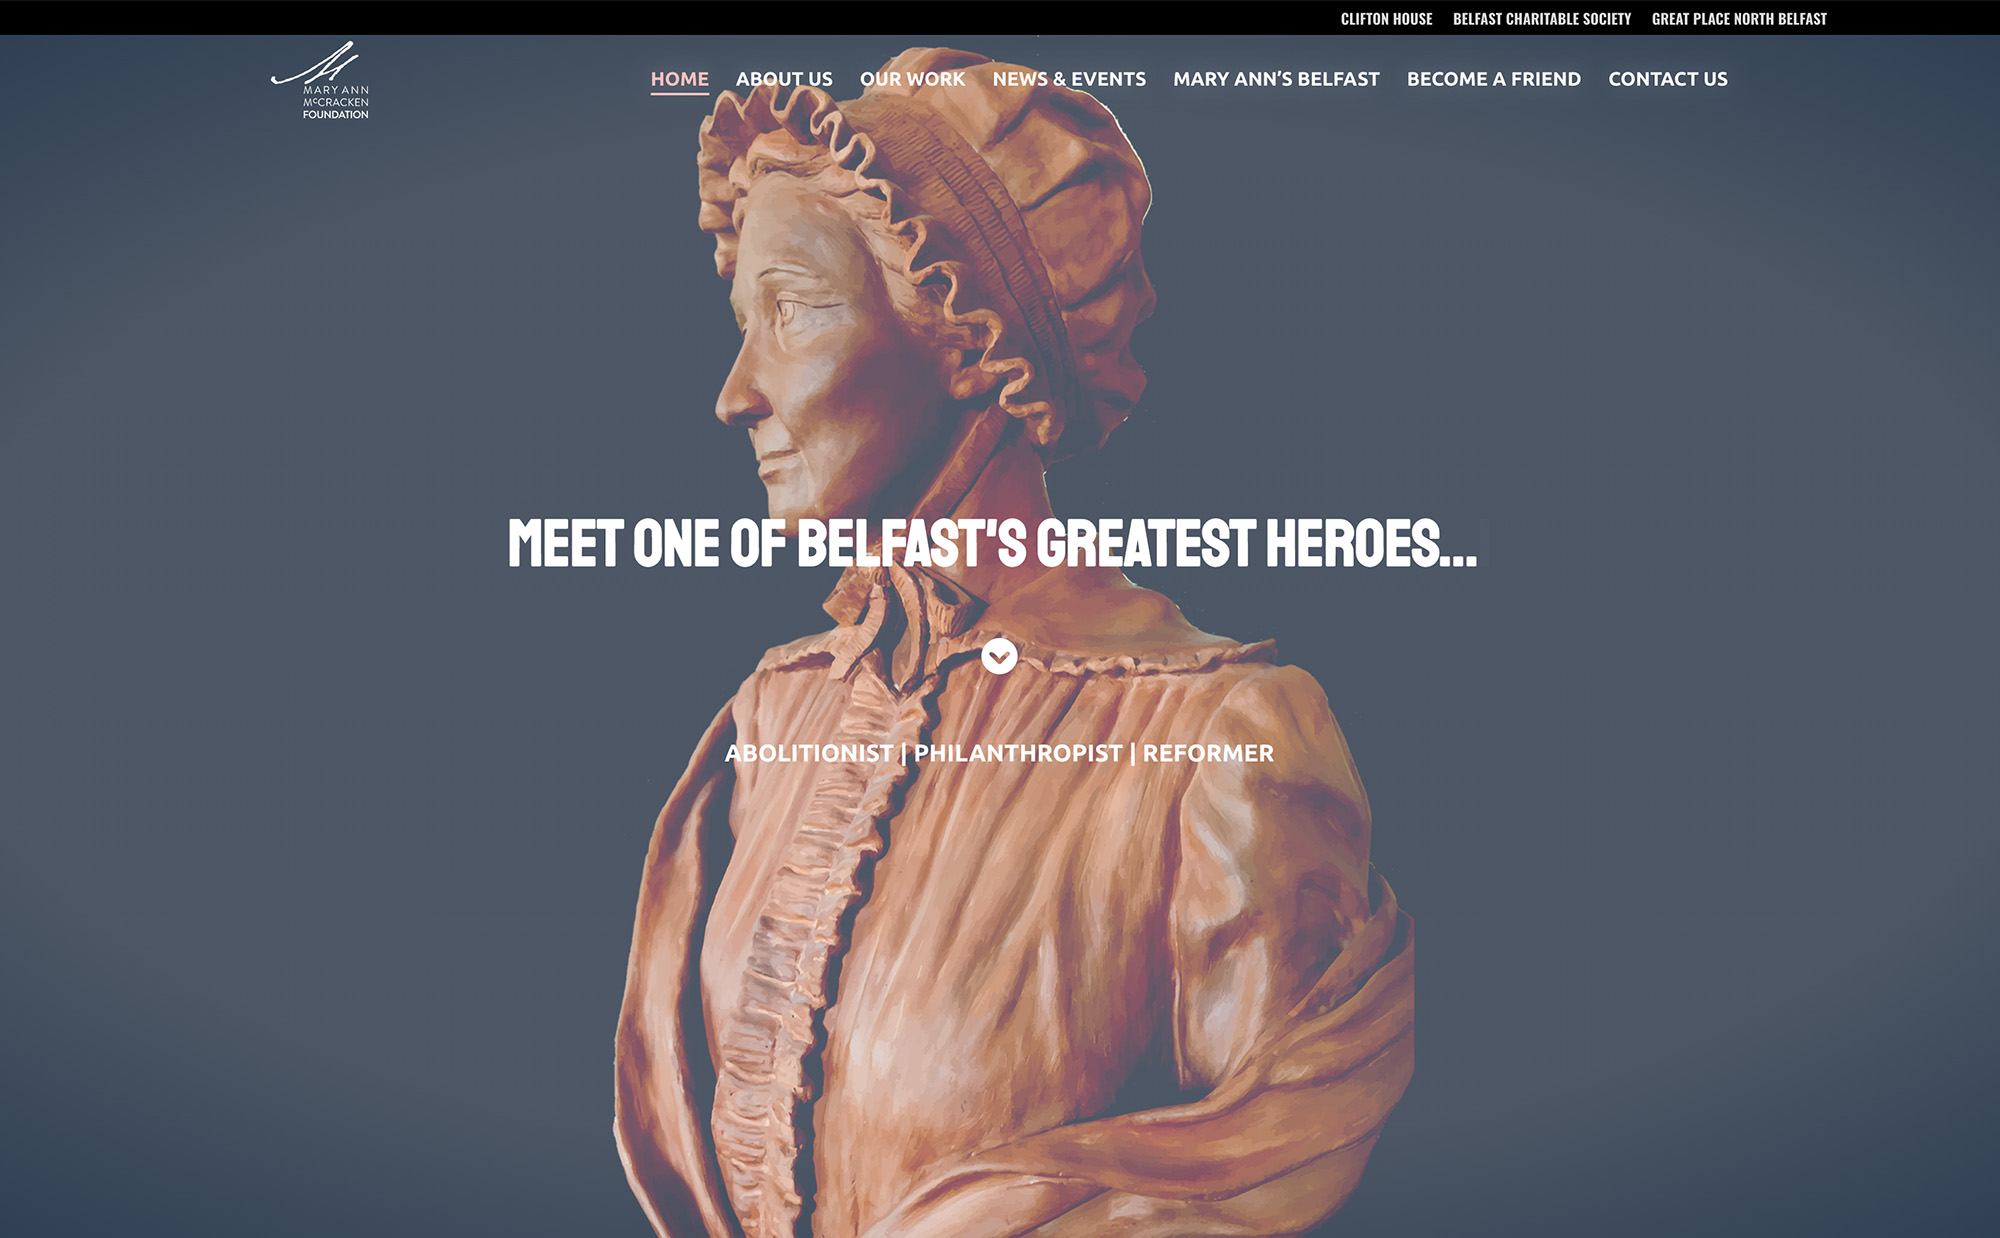 CLIFTON HOUSE BELFAST CHARITABLE SOCIETY GREAT PLACE NORTH BELFAST
MARY ANN
McCRACKEN
FOUNDATION
HOME ABOUT US OUR WORK NEWS & EVENTS MARY ANN’S BELFAST BECOME A FRIEND CONTACT US
MEET ONE OF BELFAST'S GREATEST HEROES...
ABOLITIONIST | PHILANTHROPIST | REFORMER